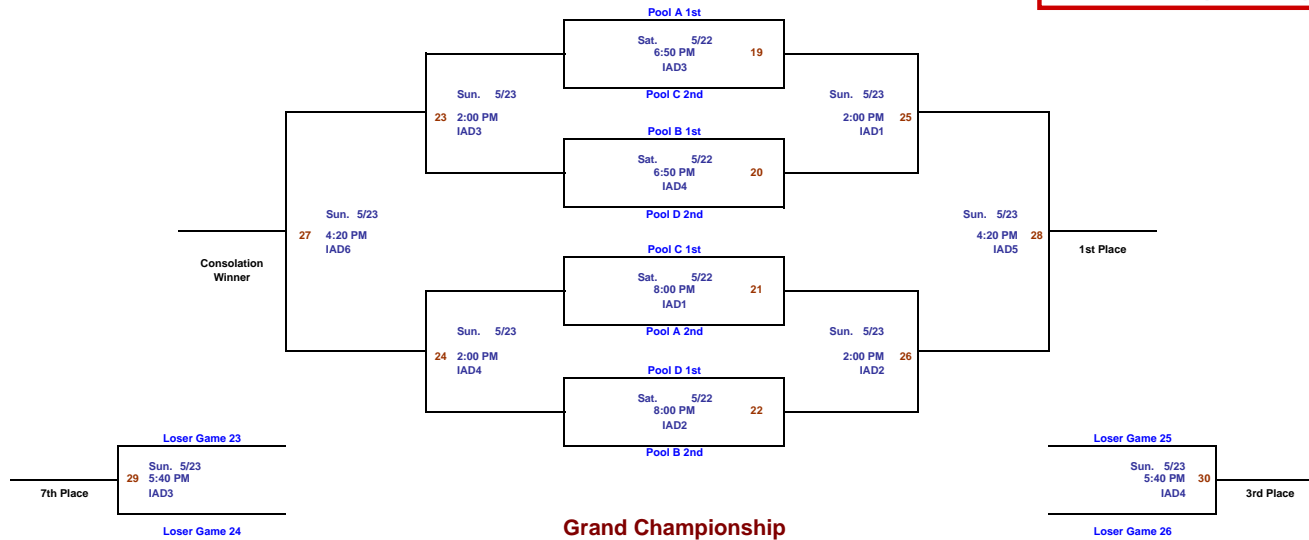 Pool A 1st
Sat. 5/22
6:50 PM 19
IAD3
Pool C 2nd
Sun. 5/23
23 2:00 PM
IAD3
Sun. 5/23
2:00 PM 25
IAD1
Pool B 1st
Sat. 5/22
6:50 PM 20
IAD4
Pool D 2nd
Sun. 5/23
27 4:20 PM
IAD6
Consolation
Winner
Sun. 5/23
4:20 PM 28
IAD5
1st Place
Pool C 1st
Sat. 5/22
8:00 PM 21
IAD1
Pool A 2nd
Sun. 5/23
24 2:00 PM
IAD4
Sun. 5/23
2:00 PM 26
IAD2
Pool D 1st
Sat. 5/22
8:00 PM 22
IAD2
Pool B 2nd
Loser Game 23
Sun. 5/23
29 5:40 PM
IAD3
7th Place
Loser Game 24
Loser Game 25
Sun. 5/23
5:40 PM 30
IAD4
3rd Place
Loser Game 26
Grand Championship